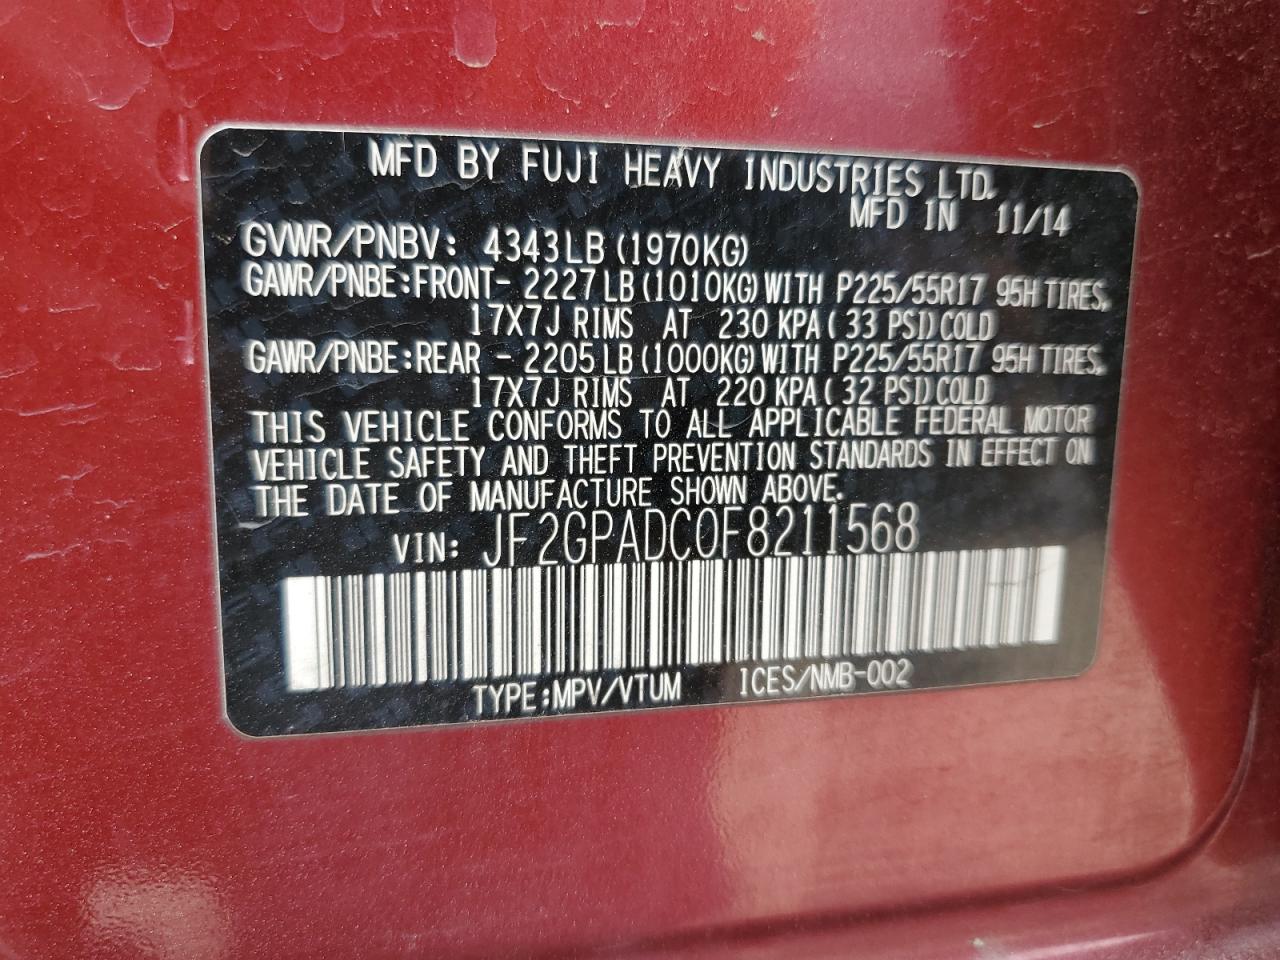 MFD BY FUJI HEAVY INDUSTRIES LTD.
MFD IN 11/14
GVWR/PNBV: 4343LB (1970KG)
GAWR/PNBE:FRONT- 2227LB(1010KG)WITH P225/55R17 95H TIRES,
17X7J RIMS AT 230 KPA(33 PSI)COLD
GAWR/PNBE:REAR - 2205LB(1000KG)WITH P225/55R17 95H TIRES,
17X7J RIMS AT 220 KPA(32 PSI)COLD
THIS VEHICLE CONFORMS TO ALL APPLICABLE FEDERAL MOTOR
VEHICLE SAFETY AND THEFT PREVENTION STANDARDS IN EFFECT ON
THE DATE OF MANUFACTURE SHOWN ABOVE.
VIN: JF2GPADC0F8211568
TYPE:MPV/VTUM ICES/NMB-002